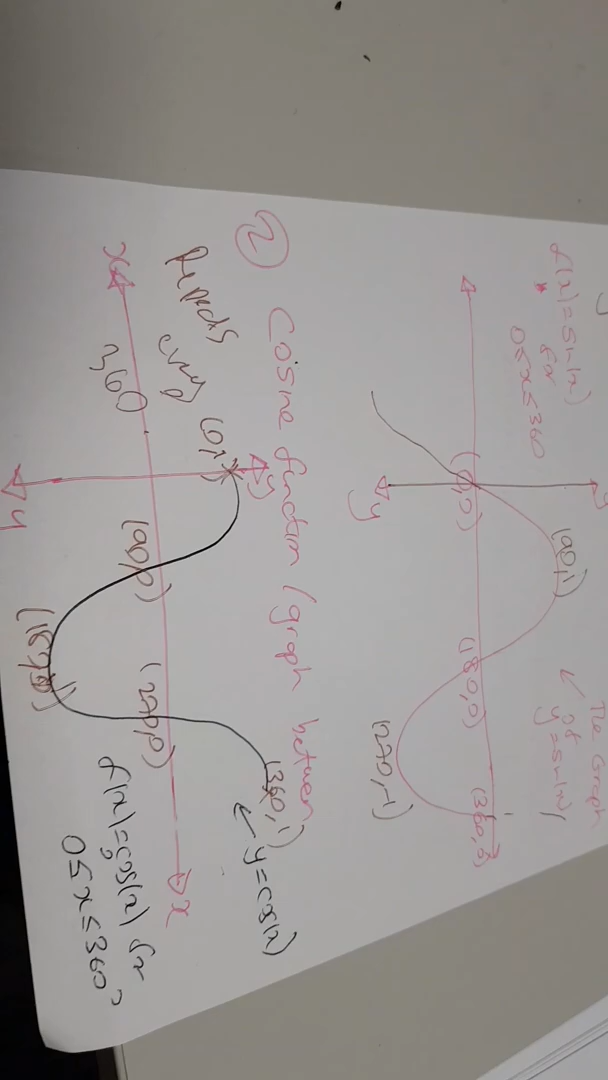 y
f(x)=sin(x)
for
0≤x≤360
The Graph
of
y=sin(x)
(90,1)
(0,0)
(180,0)
(360,0)
y
(270,-1)
② Cosine function/graph between
Repeats
every
360
y
(0,1)
(360,1)
y=cos(x)
x
(90,0)
(270,0)
x
y
f(x)=cos(x) for
0≤x≤360°